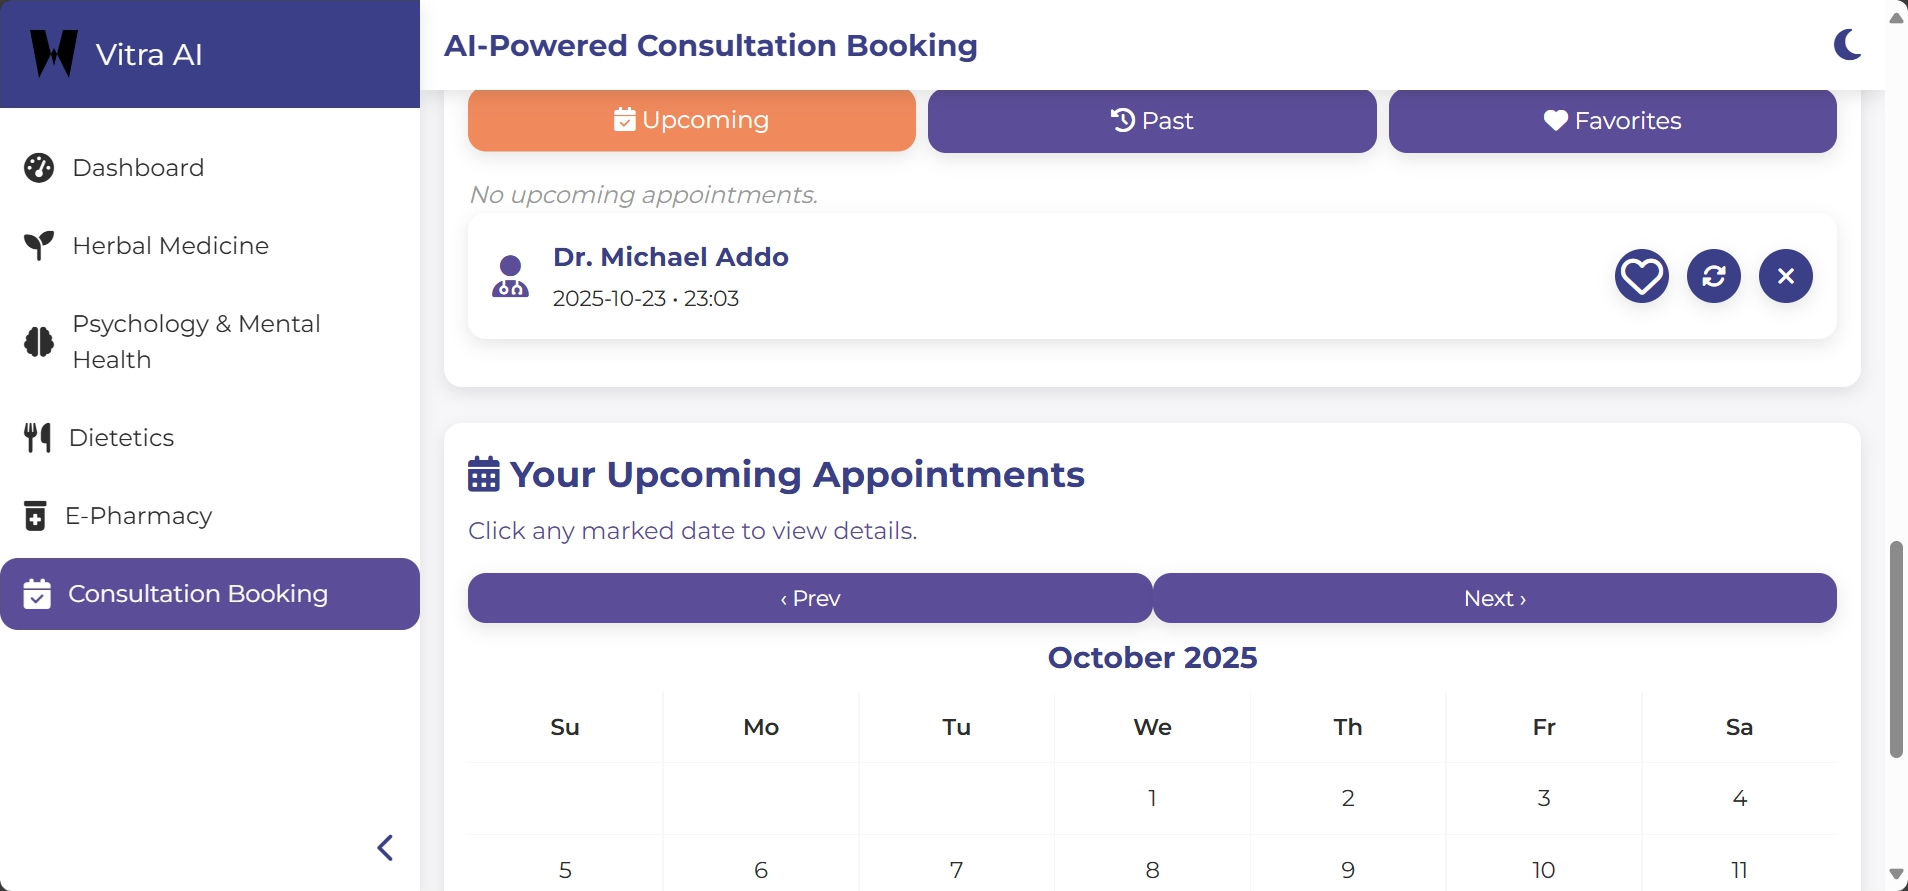 Vitra AI
AI-Powered Consultation Booking
Dashboard
Herbal Medicine
Psychology & Mental
Health
Dietetics
E-Pharmacy
Consultation Booking
Upcoming
Past
Favorites
No upcoming appointments.
Dr. Michael Addo
2025-10-23 • 23:03
Your Upcoming Appointments
Click any marked date to view details.
‹ Prev
Next ›
October 2025
Su Mo Tu We Th Fr Sa
1 2 3 4
5 6 7 8 9 10 11